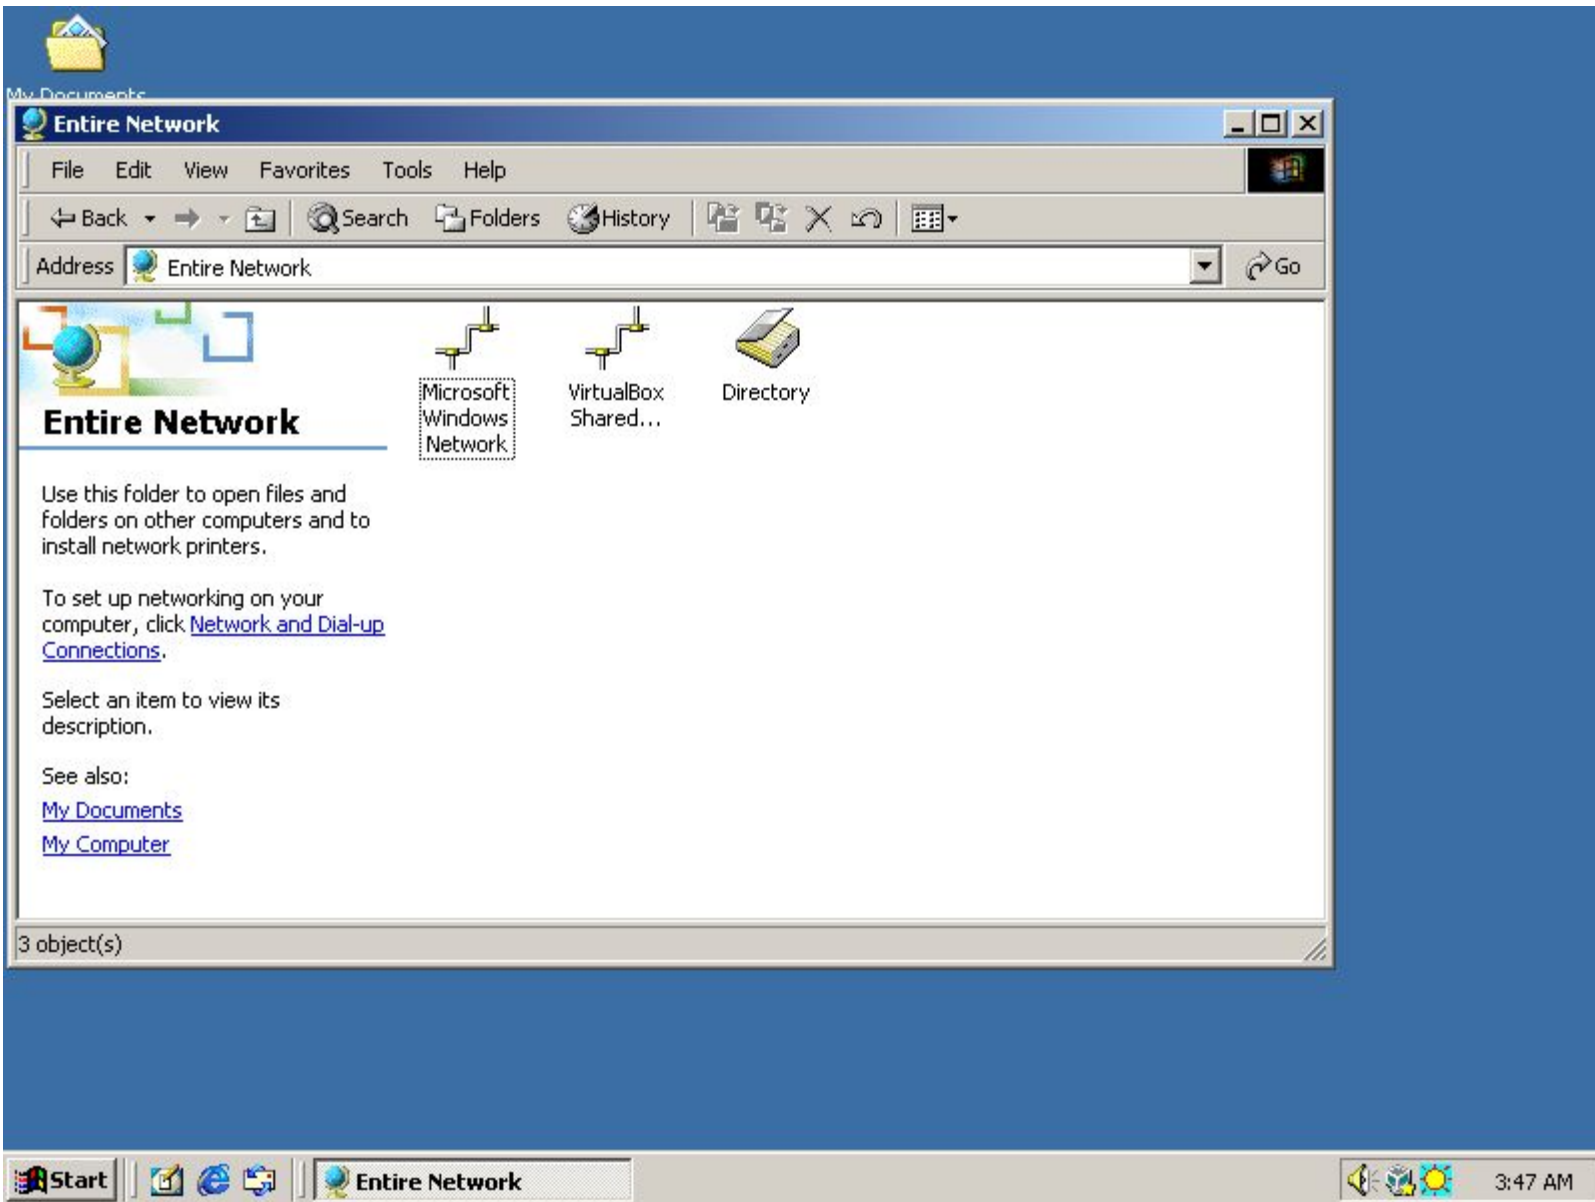 My Documents
Entire Network
File Edit View Favorites Tools Help
Back Search Folders History
Address Entire Network Go
Microsoft
Windows
Network
VirtualBox
Shared...
Directory
Entire Network
Use this folder to open files and
folders on other computers and to
install network printers.
To set up networking on your
computer, click Network and Dial-up
Connections.
Select an item to view its
description.
See also:
My Documents
My Computer
3 object(s)
Start Entire Network 3:47 AM